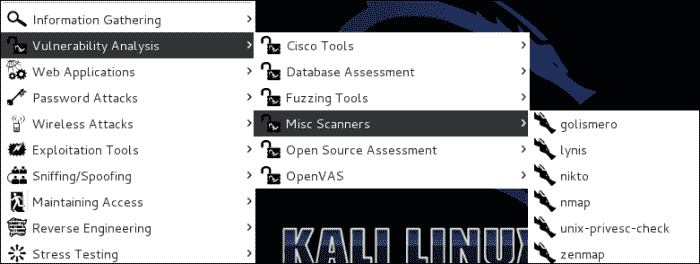 Information Gathering
Vulnerability Analysis
Web Applications
Password Attacks
Wireless Attacks
Exploitation Tools
Sniffing/Spoofing
Maintaining Access
Reverse Engineering
Stress Testing
Cisco Tools
Database Assessment
Fuzzing Tools
Misc Scanners
Open Source Assessment
OpenVAS
golismero
lynis
nikto
nmap
unix-privesc-check
zenmap
KALI LINUX